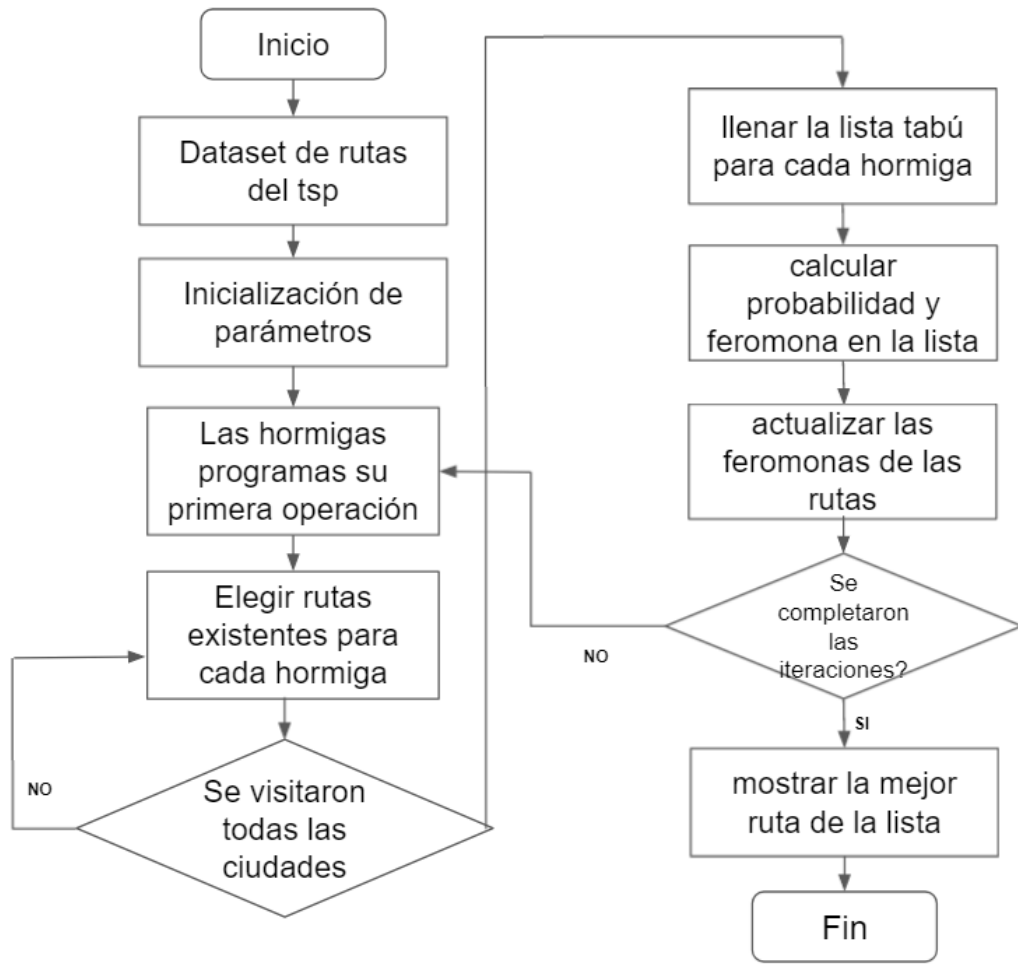 Inicio
Dataset de rutas
del tsp
Inicialización de
parámetros
Las hormigas
programas su
primera operación
Elegir rutas
existentes para
cada hormiga
NO
Se visitaron
todas las
ciudades
llenar la lista tabú
para cada hormiga
calcular
probabilidad y
feromona en la lista
actualizar las
feromonas de las
rutas
Se
completaron
las
iteraciones?
NO
SI
mostrar la mejor
ruta de la lista
Fin